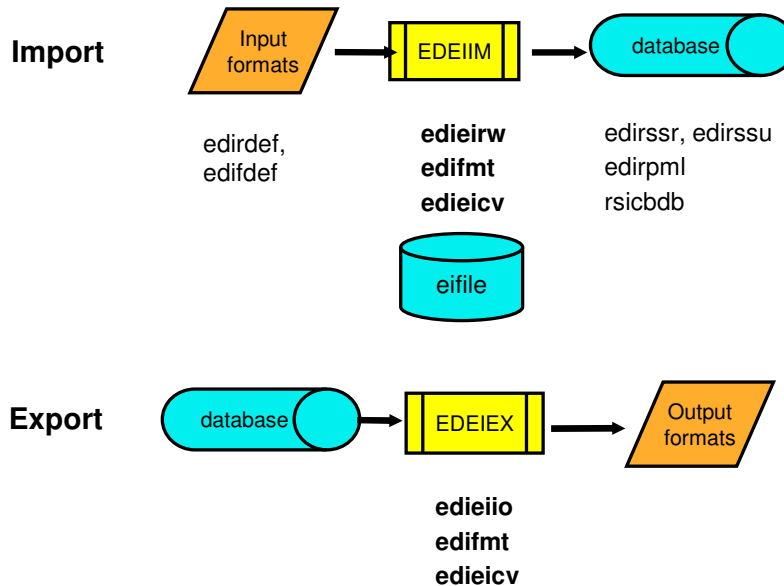 Import
Input
formats
EDEIIM
database
edirdef,
edifdef
edieirw
edifmt
edieicv
edirssr, edirssu
edirpml
rsicbdb
eifile
Export
database
EDEIEX
Output
formats
edieiio
edifmt
edieicv